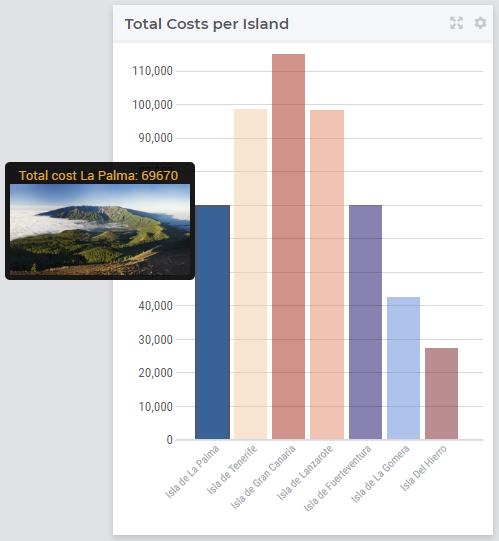 Total Costs per Island
110,000
100,000
90,000
Total cost La Palma: 69670
40,000
30,000
20,000
10,000
0
Isla de La Palma
Isla de Tenerife
Isla de Gran Canaria
Isla de Lanzarote
Isla de Fuerteventura
Isla de La Gomera
Isla Del Hierro